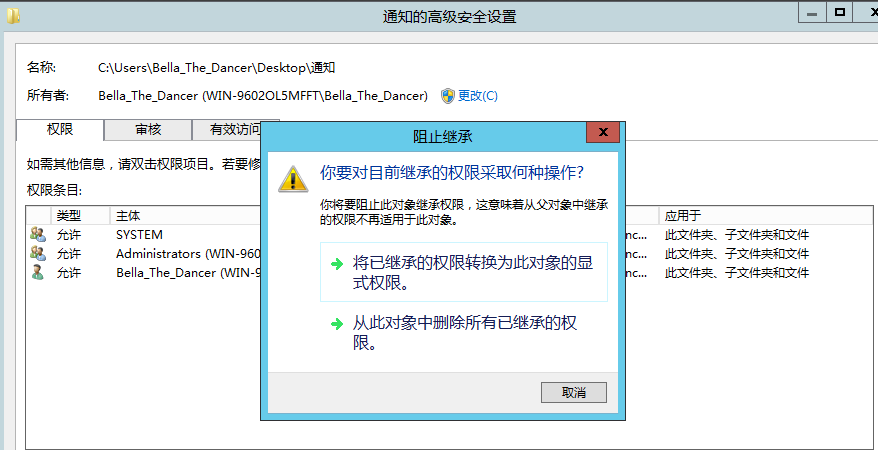 通知的高级安全设置
名称: C:\Users\Bella_The_Dancer\Desktop\通知
所有者: Bella_The_Dancer (WIN-9602OL5MFFT\Bella_The_Dancer) 更改(C)
权限 审核 有效访问
如需其他信息，请双击权限项目。若要修
权限条目:
类型 主体 应用于
允许 SYSTEM nc... 此文件夹、子文件夹和文件
允许 Administrators (WIN-960 nc... 此文件夹、子文件夹和文件
允许 Bella_The_Dancer (WIN-9 nc... 此文件夹、子文件夹和文件
阻止继承
你要对目前继承的权限采取何种操作?
你将要阻止此对象继承权限，这意味着从父对象中继承
的权限不再适用于此对象。
将已继承的权限转换为此对象的显
式权限。
从此对象中删除所有已继承的权
限。
取消